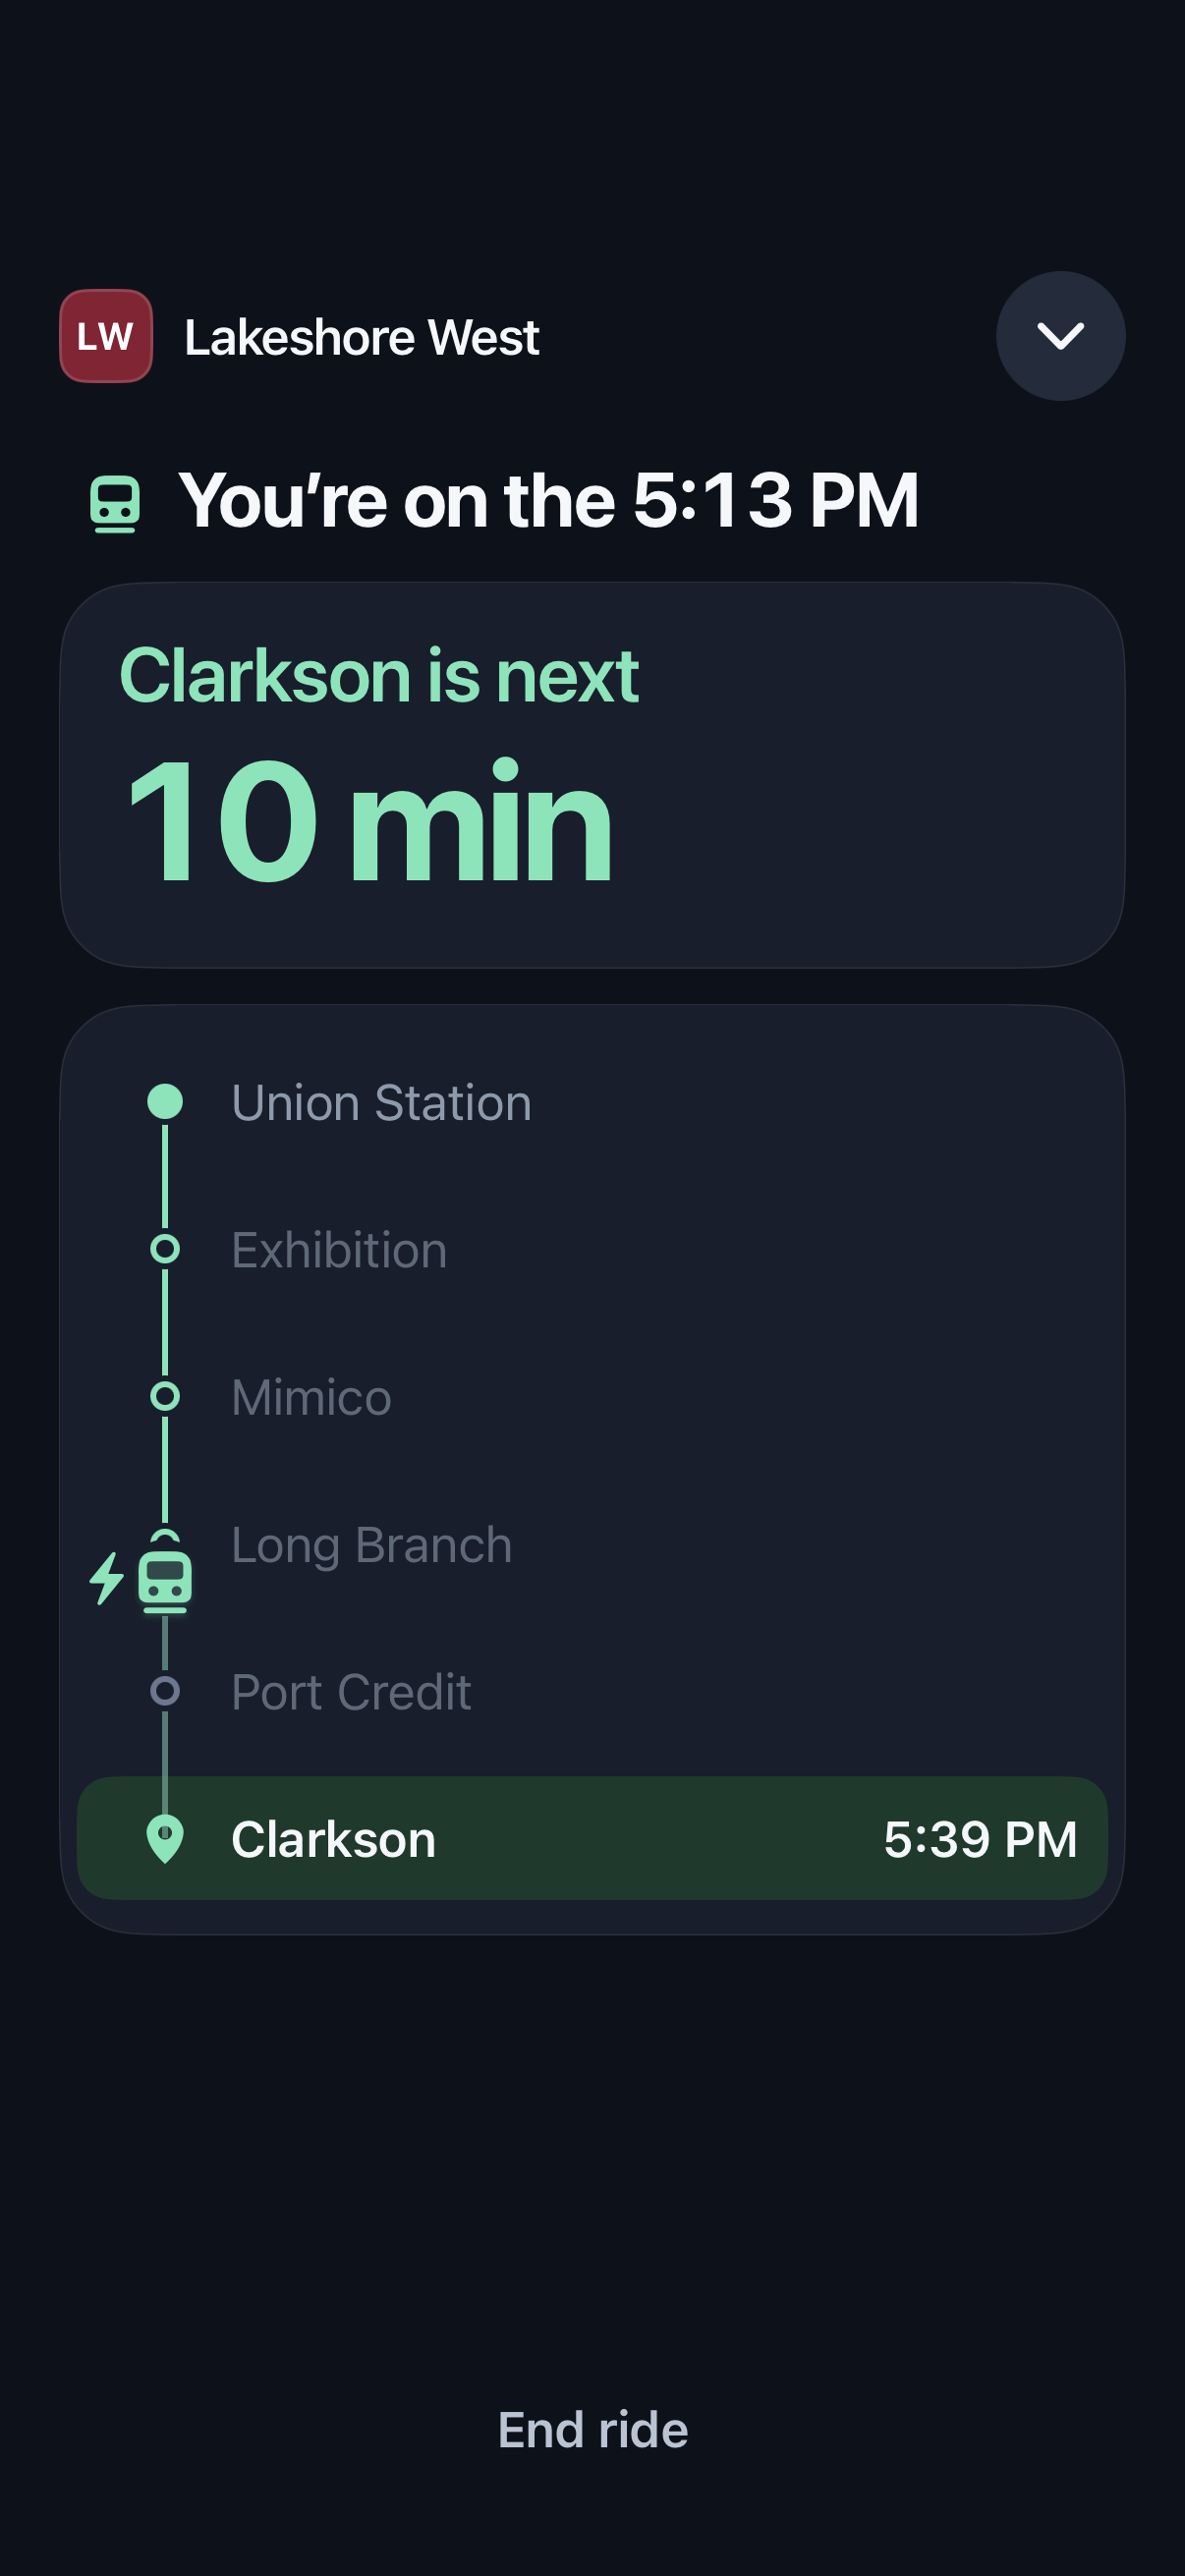 LW Lakeshore West
You’re on the 5:13 PM
Clarkson is next
10 min
Union Station
Exhibition
Mimico
Long Branch
Port Credit
Clarkson 5:39 PM
End ride